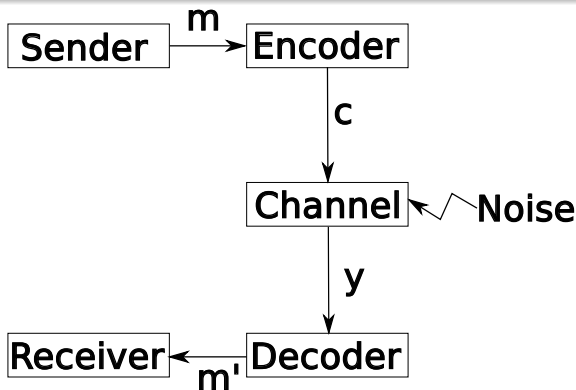 m
Sender
Encoder
c
Channel
Noise
y
Receiver
Decoder
m'